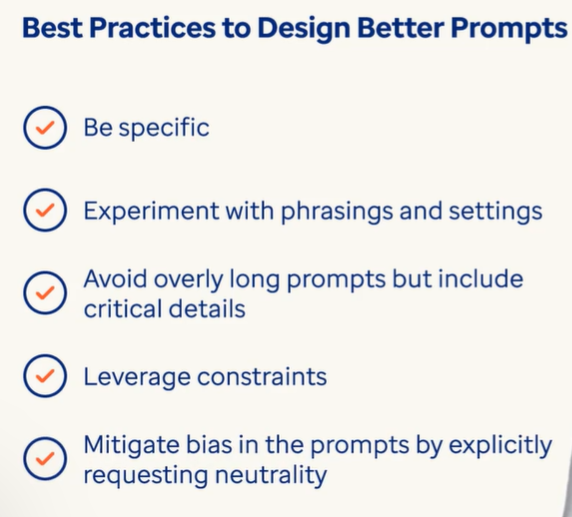 Best Practices to Design Better Prompts
Be specific
Experiment with phrasings and settings
Avoid overly long prompts but include
critical details
Leverage constraints
Mitigate bias in the prompts by explicitly
requesting neutrality